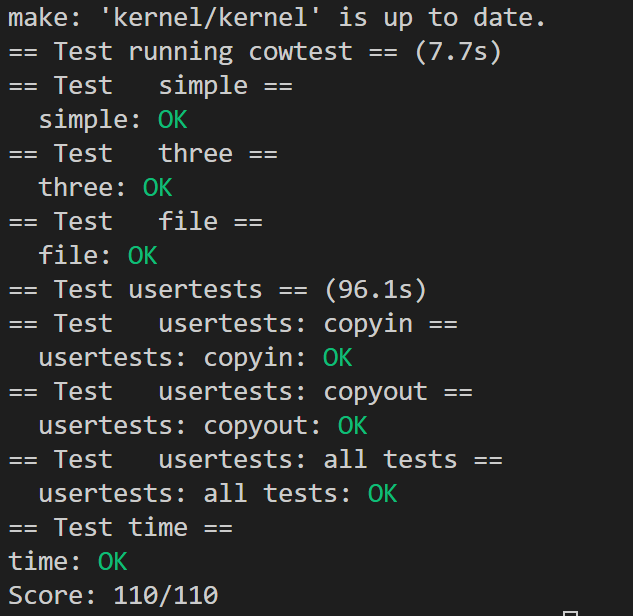 make: 'kernel/kernel' is up to date.
== Test running cowtest == (7.7s)
== Test   simple ==
  simple: OK
== Test   three ==
  three: OK
== Test   file ==
  file: OK
== Test usertests == (96.1s)
== Test   usertests: copyin ==
  usertests: copyin: OK
== Test   usertests: copyout ==
  usertests: copyout: OK
== Test   usertests: all tests ==
  usertests: all tests: OK
== Test time ==
time: OK
Score: 110/110